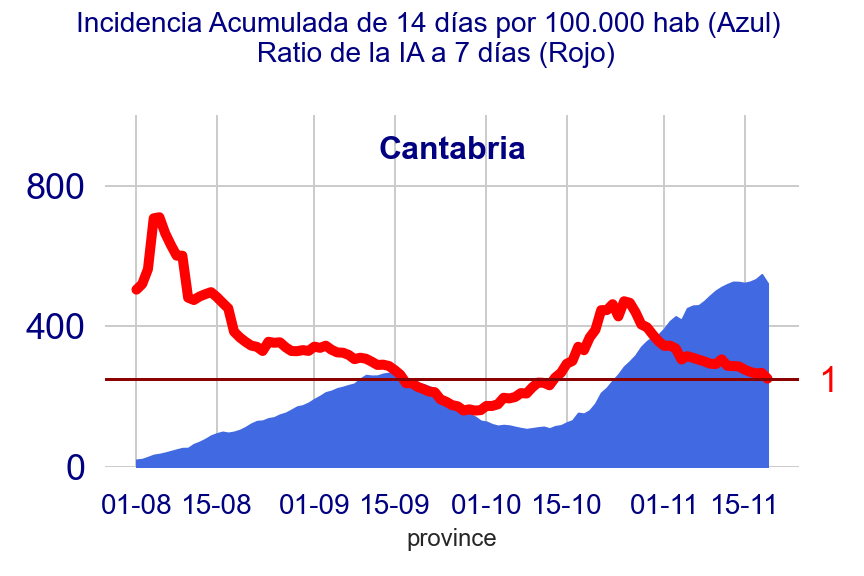 Incidencia Acumulada de 14 días por 100.000 hab (Azul)
Ratio de la IA a 7 días (Rojo)
Cantabria
800
400
0
1
01-08 15-08 01-09 15-09 01-10 15-10 01-11 15-11
province